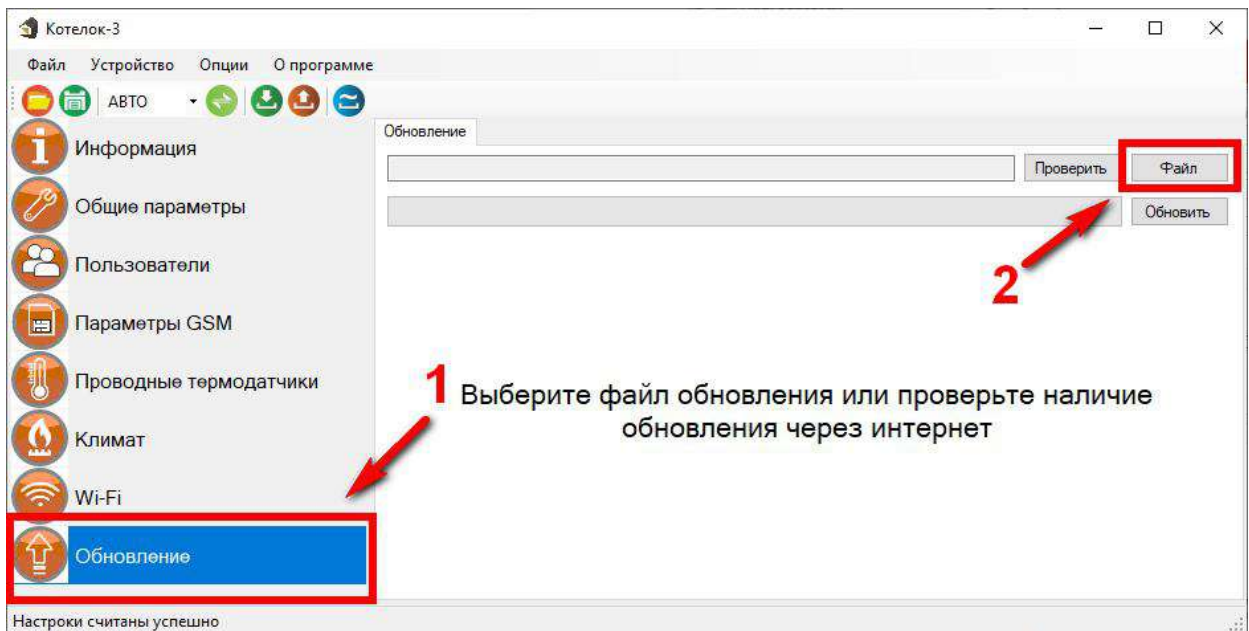 Котелок-3
Файл Устройство Опции О программе
АВТО
Информация
Общие параметры
Пользователи
Параметры GSM
Проводные термодатчики
Климат
Wi-Fi
Обновление
Обновление
Проверить Файл
Обновить
2
1
Выберите файл обновления или проверьте наличие
обновления через интернет
Настроки считаны успешно